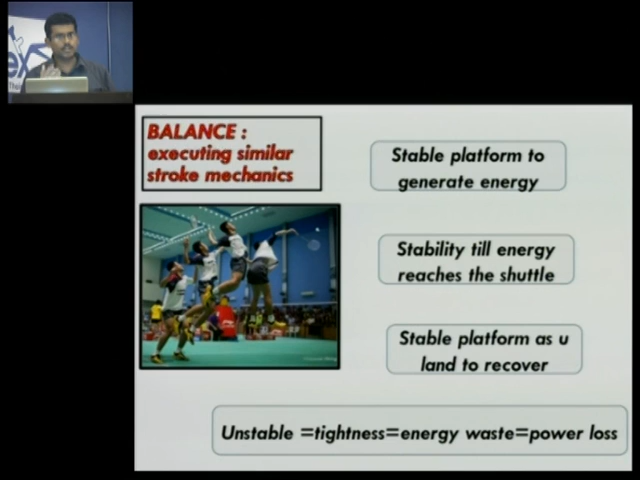 BALANCE :
executing similar
stroke mechanics
Stable platform to
generate energy
Stability till energy
reaches the shuttle
Stable platform as u
land to recover
Unstable =tightness=energy waste=power loss